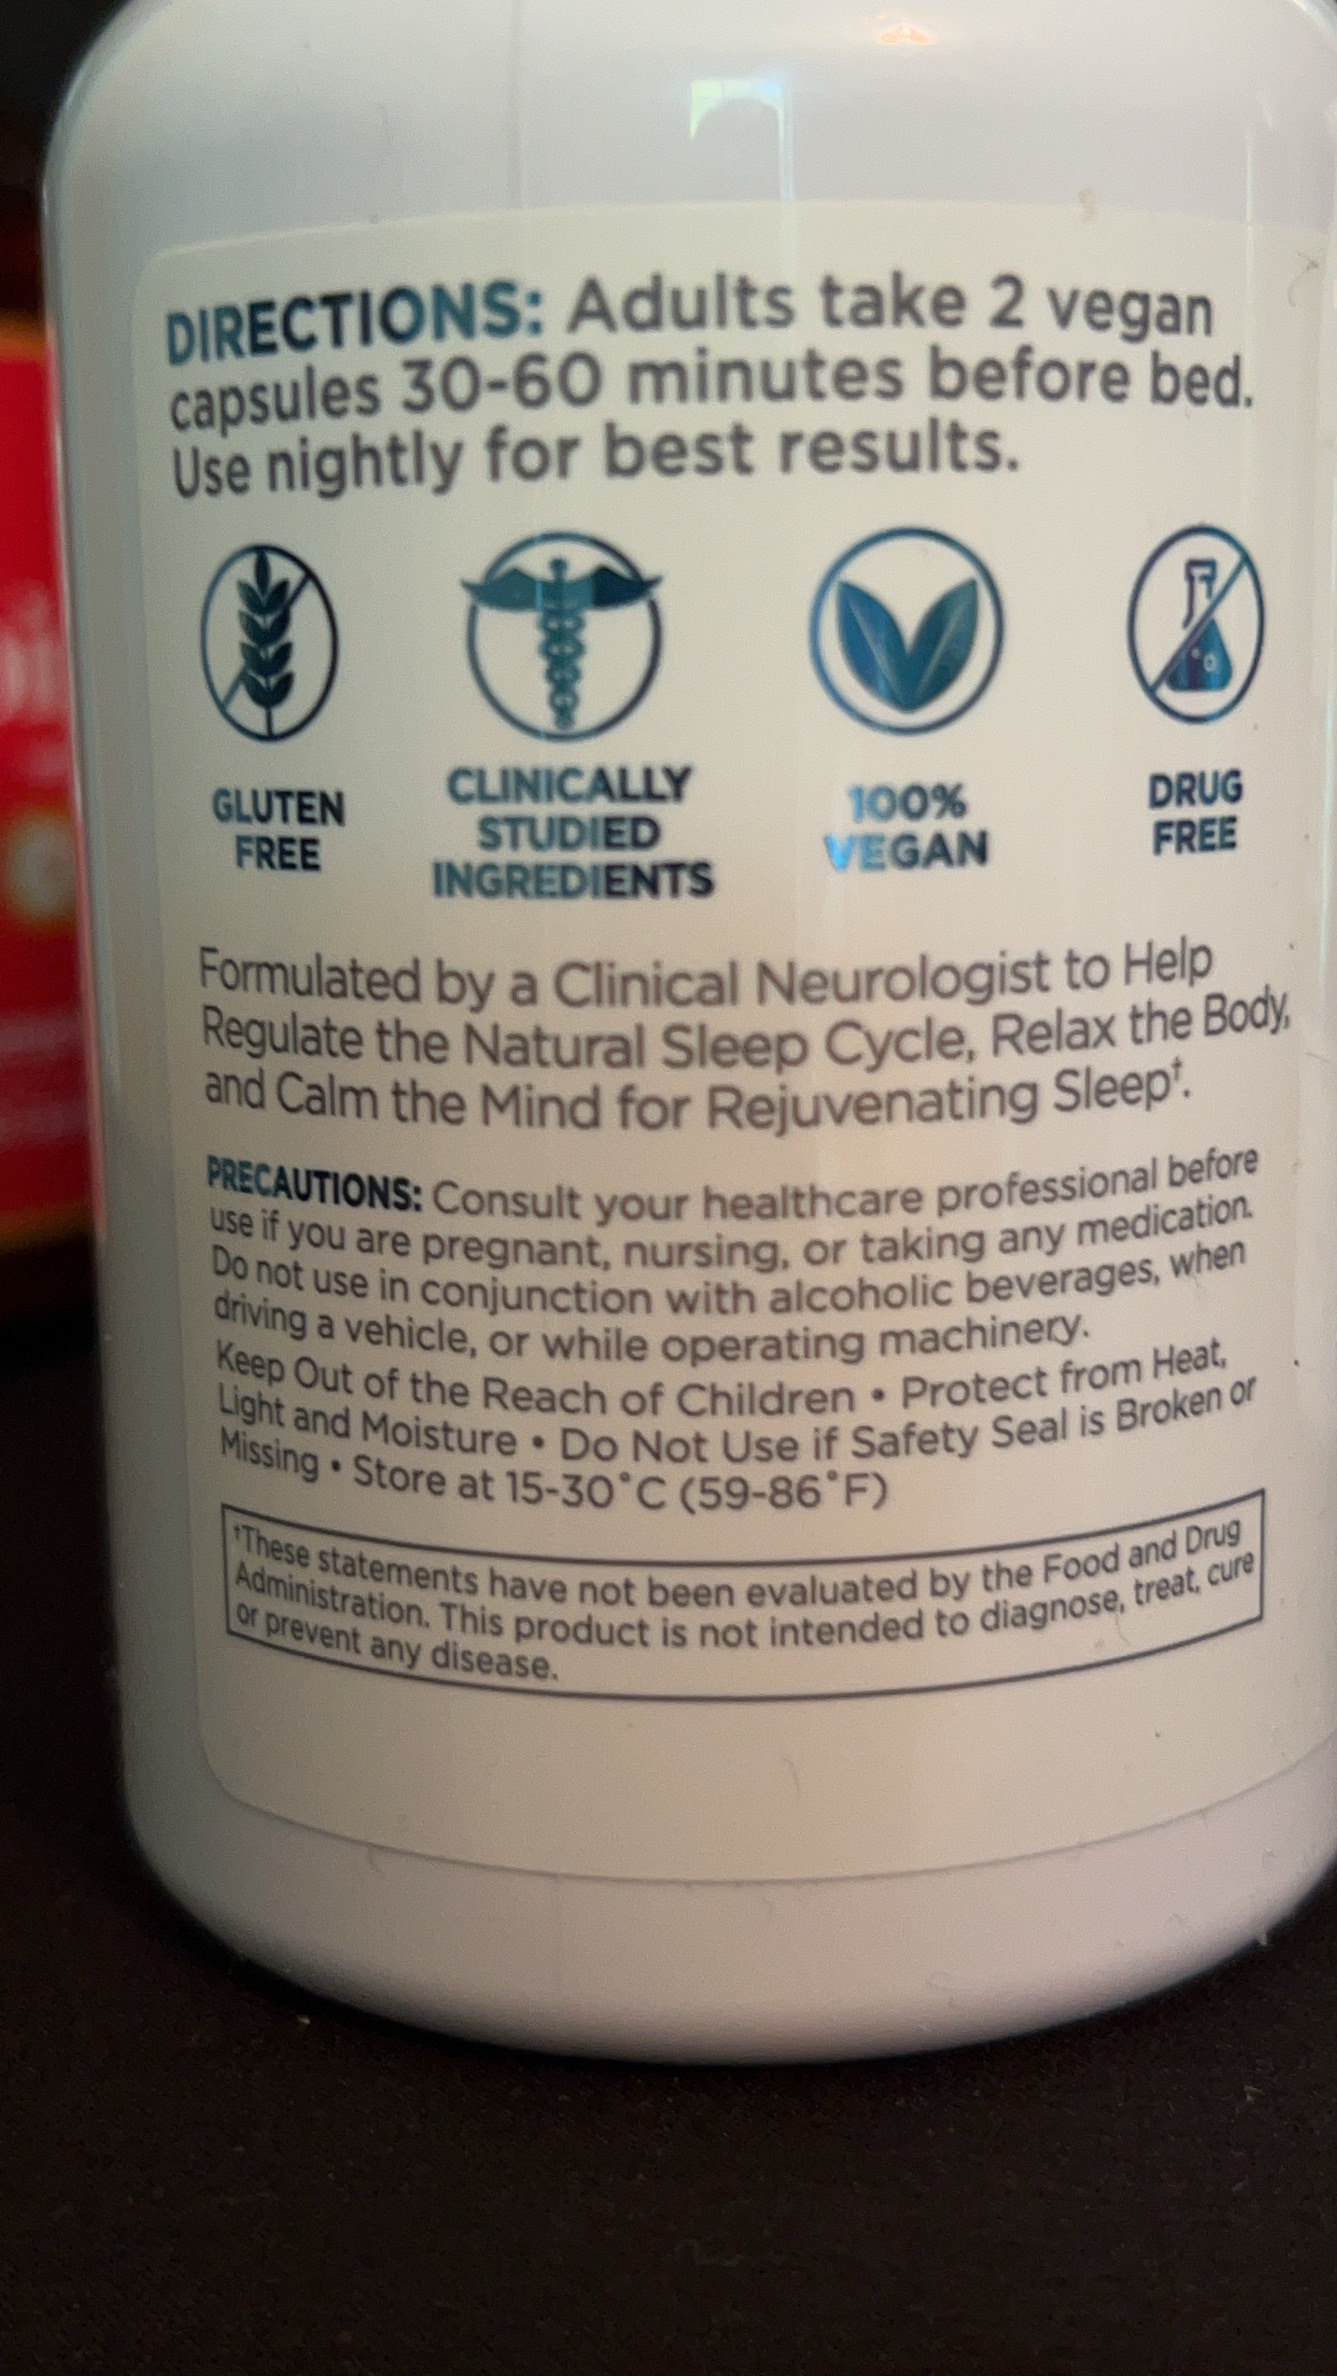 DIRECTIONS: Adults take 2 vegan
capsules 30-60 minutes before bed.
Use nightly for best results.
GLUTEN
FREE
CLINICALLY
STUDIED
INGREDIENTS
100%
VEGAN
DRUG
FREE
Formulated by a Clinical Neurologist to Help
Regulate the Natural Sleep Cycle, Relax the Body,
and Calm the Mind for Rejuvenating Sleep†.
PRECAUTIONS: Consult your healthcare professional before
use if you are pregnant, nursing, or taking any medication.
Do not use in conjunction with alcoholic beverages, when
driving a vehicle, or while operating machinery.
Keep Out of the Reach of Children • Protect from Heat,
Light and Moisture • Do Not Use if Safety Seal is Broken or
Missing • Store at 15-30°C (59-86°F)
†These statements have not been evaluated by the Food and Drug
Administration. This product is not intended to diagnose, treat, cure
or prevent any disease.